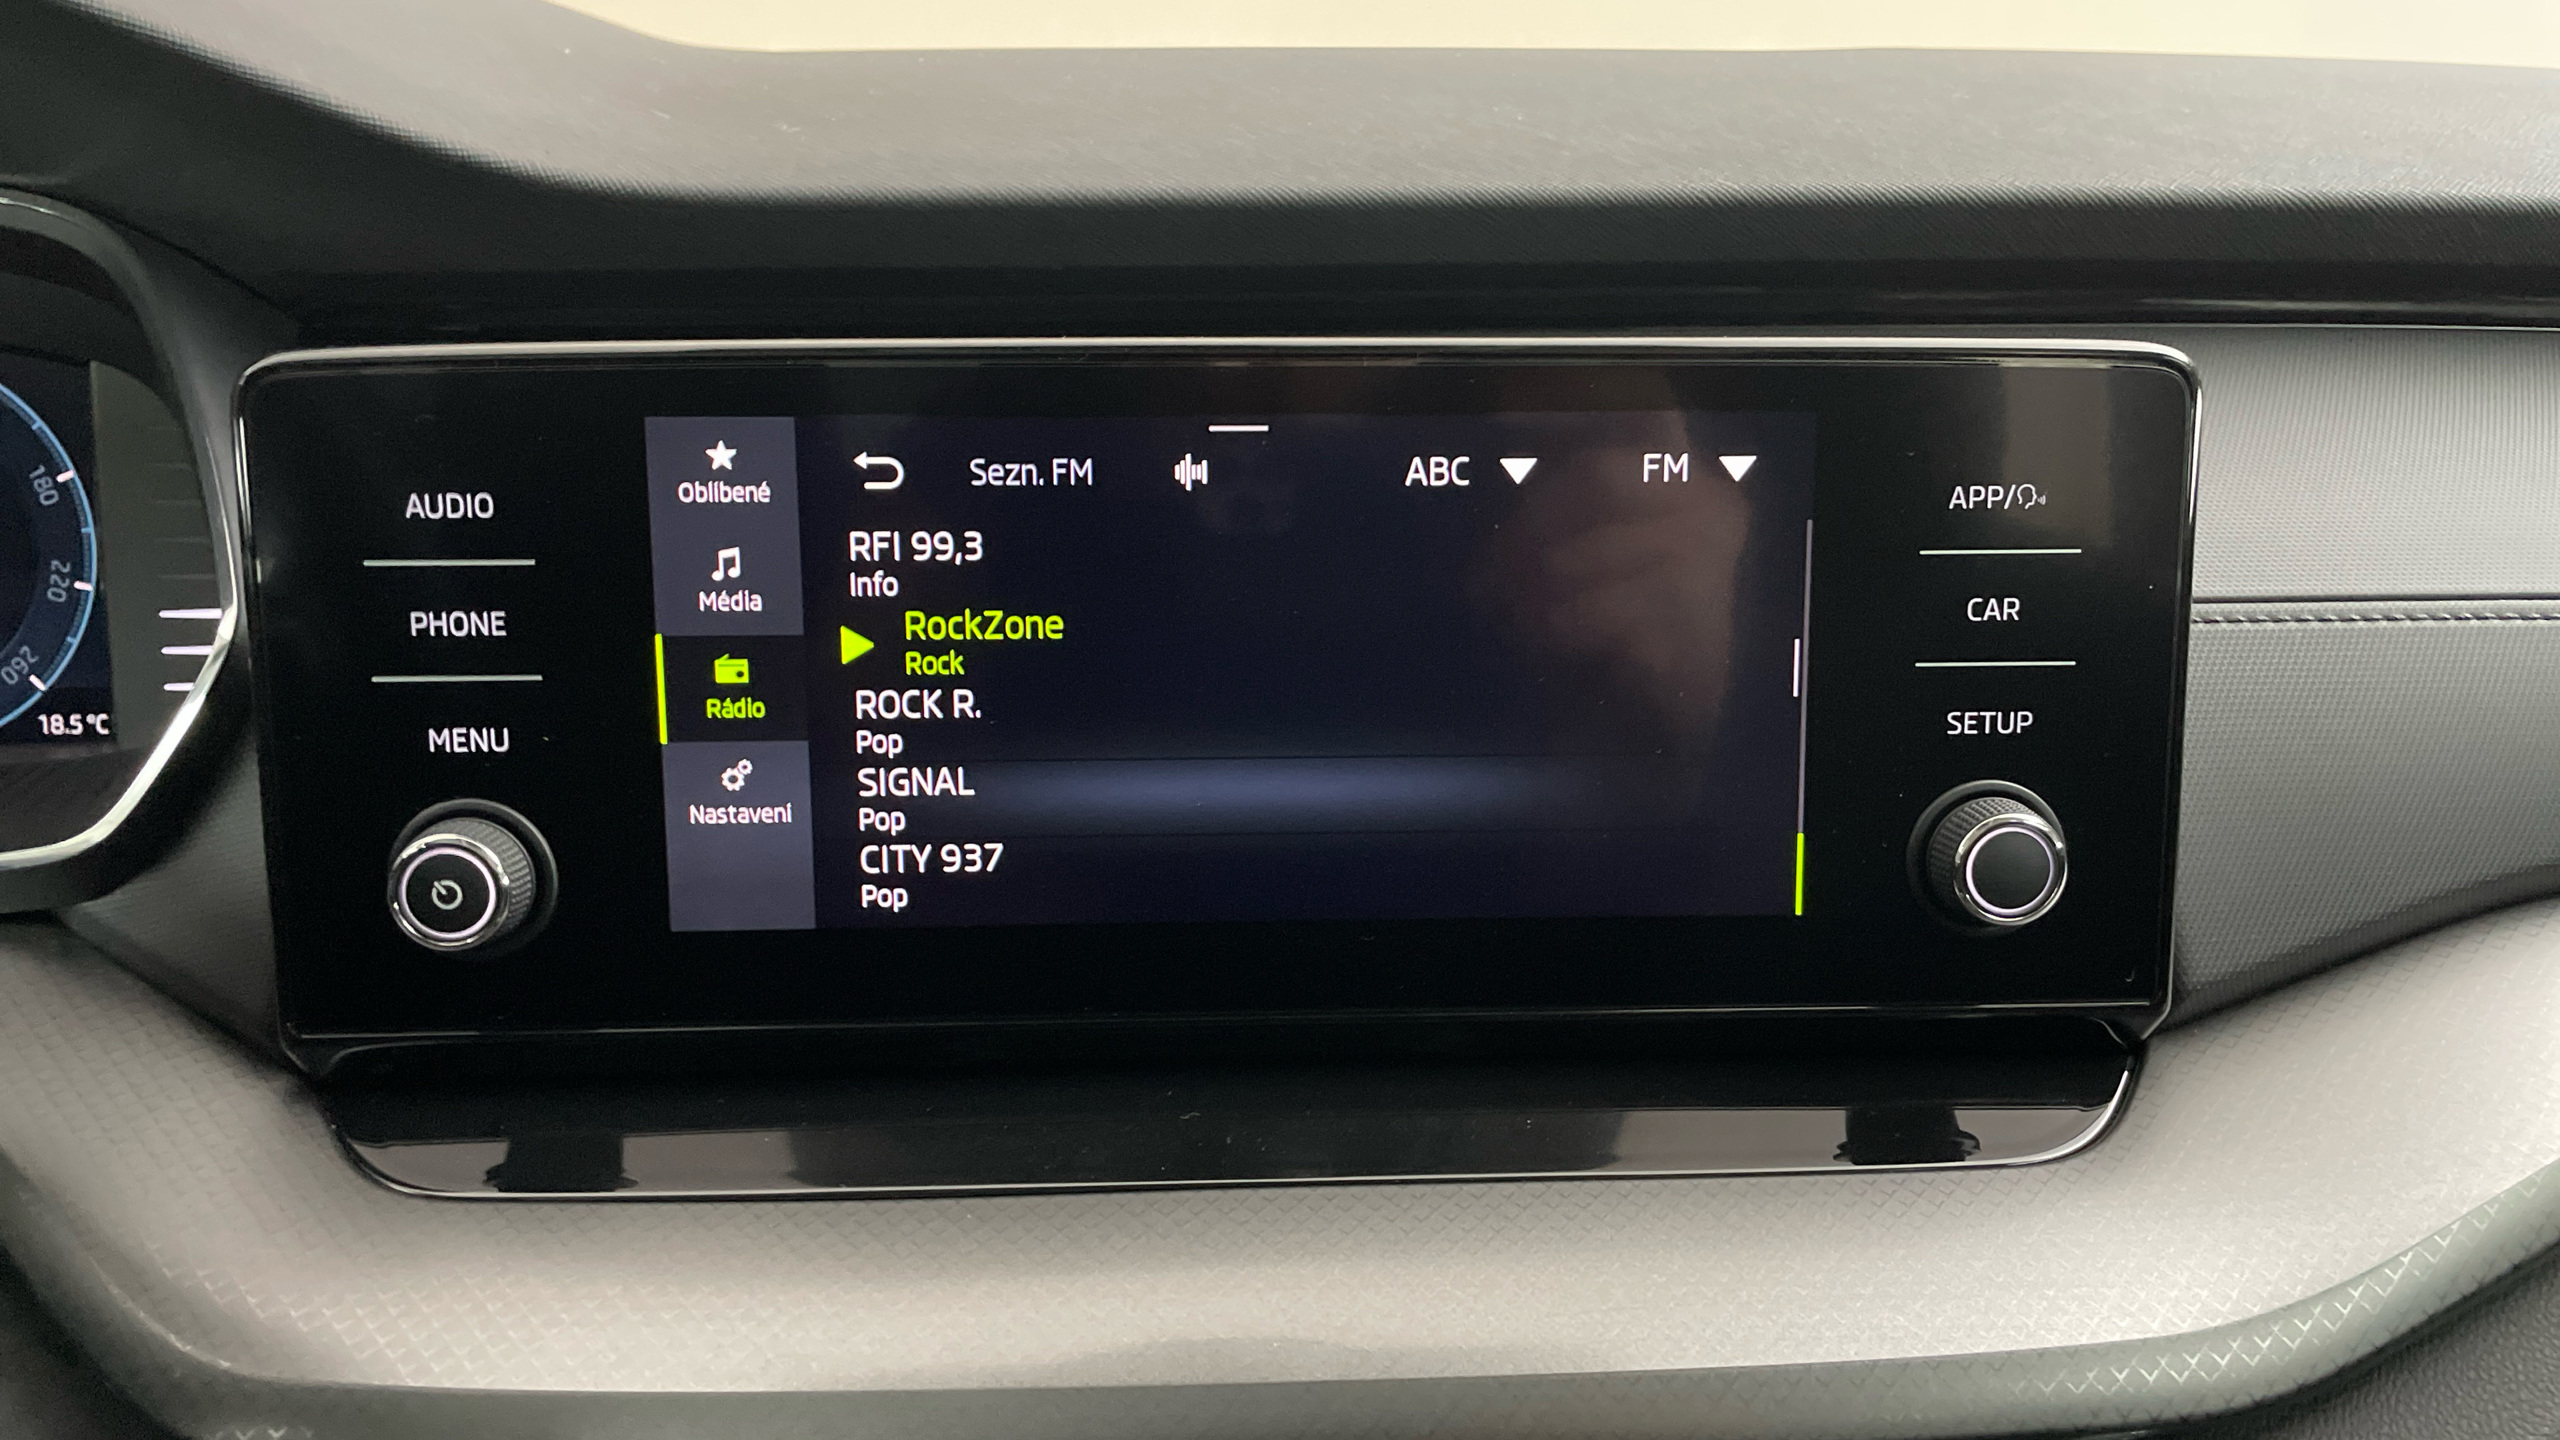 180
220
260
18.5°C
AUDIO
PHONE
MENU
Oblíbené
Média
Rádio
Nastavení
Sezn. FM
ABC
FM
RFI 99,3
Info
RockZone
Rock
ROCK R.
Pop
SIGNAL
Pop
CITY 937
Pop
APP/
CAR
SETUP